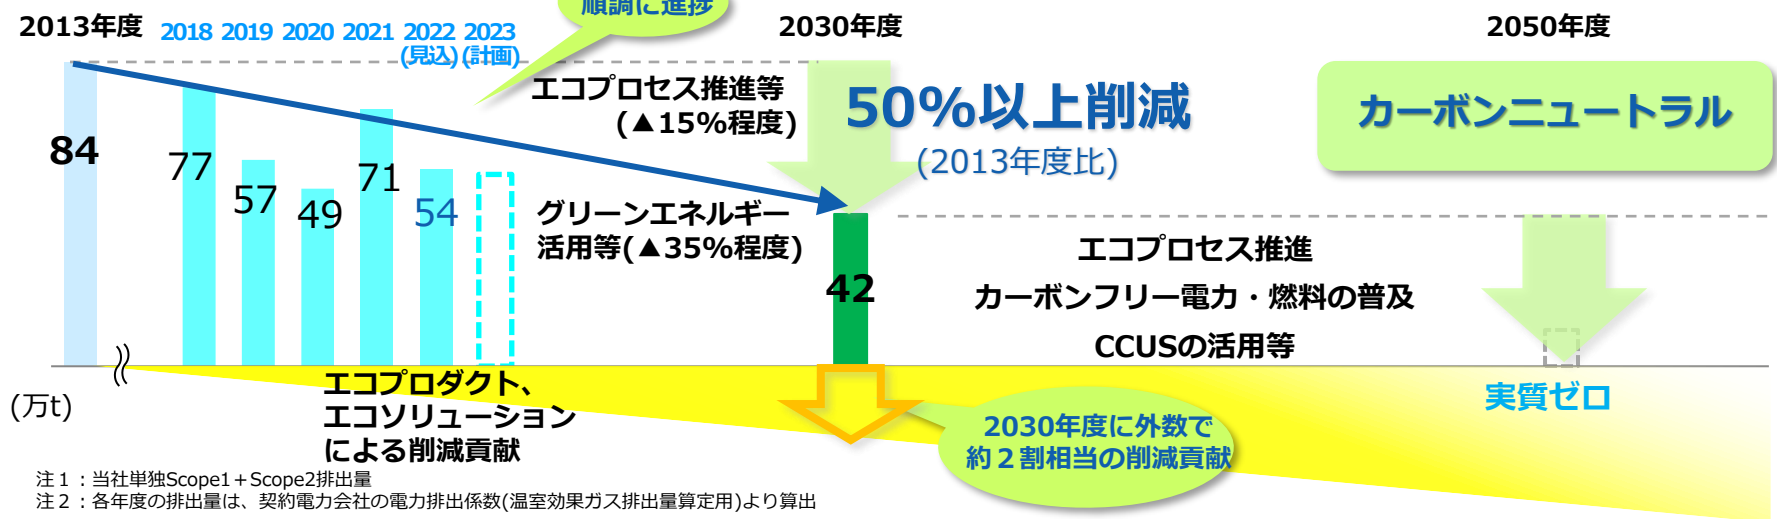 順調に進捗
2013年度 2018 2019 2020 2021 2022 2023
(見込) (計画)
2030年度
2050年度
エコプロセス推進等
(▲15%程度)
50%以上削減
(2013年度比)
カーボンニュートラル
84
77
57
49
71
54
グリーンエネルギー
活用等(▲35%程度)
42
エコプロセス推進
カーボンフリー電力・燃料の普及
CCUSの活用等
実質ゼロ
(万t)
エコプロダクト、
エコソリューション
による削減貢献
2030年度に外数で
約２割相当の削減貢献
注１：当社単独Scope1＋Scope2排出量
注２：各年度の排出量は、契約電力会社の電力排出係数(温室効果ガス排出量算定用)より算出